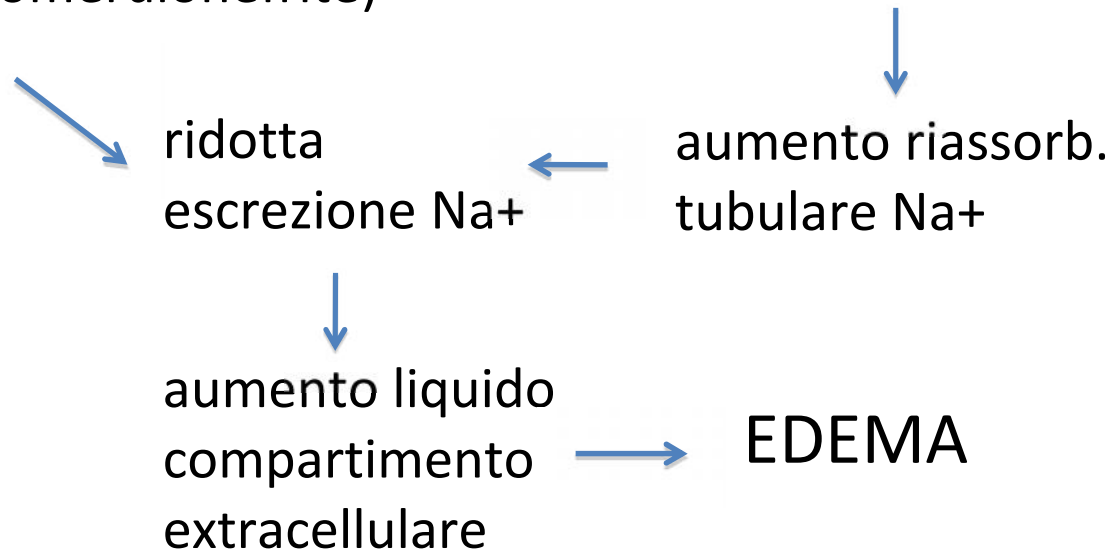 ridotta
escrezione Na+
aumento riassorb.
tubulare Na+
aumento liquido
compartimento
extracellulare
EDEMA